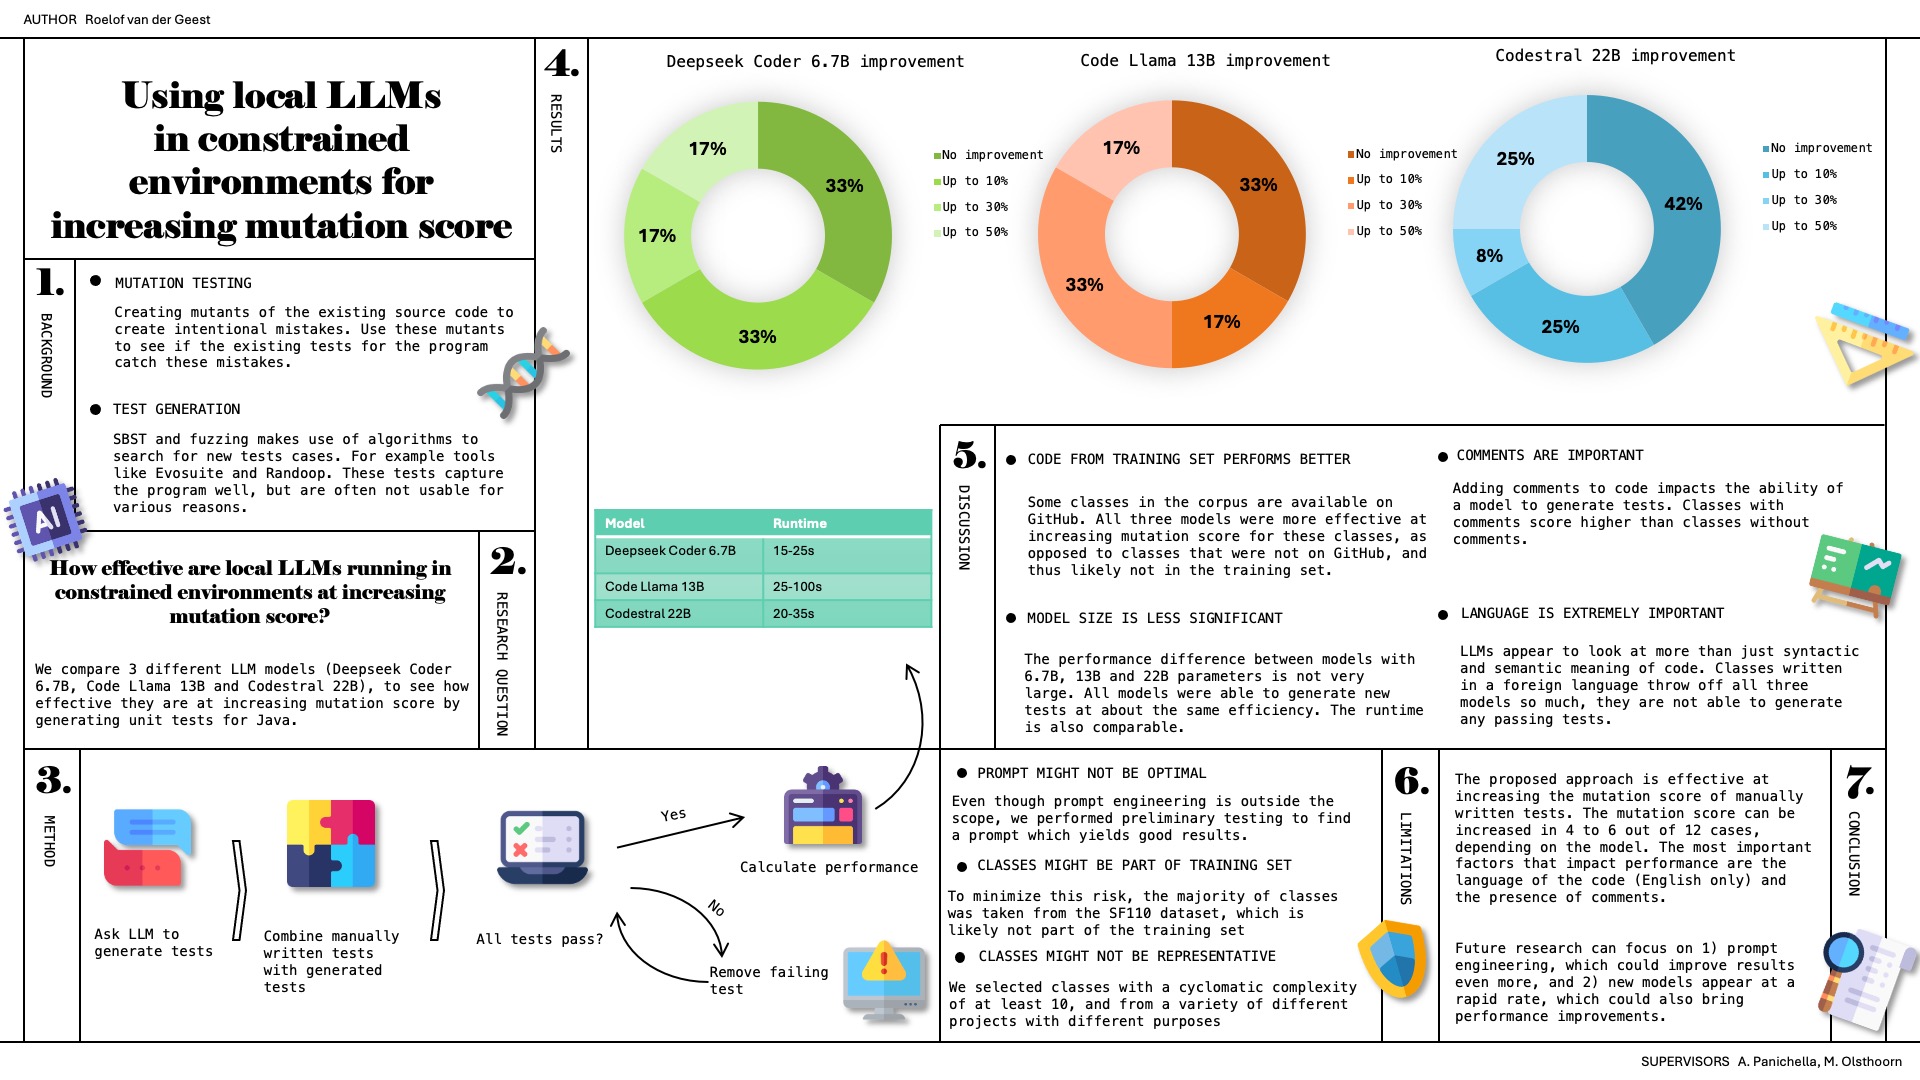 AUTHOR Roelof van der Geest
Using local LLMs
in constrained
environments for
increasing mutation score
1.
BACKGROUND
MUTATION TESTING
Creating mutants of the existing source code to
create intentional mistakes. Use these mutants
to see if the existing tests for the program
catch these mistakes.
TEST GENERATION
SBST and fuzzing makes use of algorithms to
search for new tests cases. For example tools
like Evosuite and Randoop. These tests capture
the program well, but are often not usable for
various reasons.
AI
How effective are local LLMs running in
constrained environments at increasing
mutation score?
We compare 3 different LLM models (Deepseek Coder
6.7B, Code Llama 13B and Codestral 22B), to see how
effective they are at increasing mutation score by
generating unit tests for Java.
2.
RESEARCH QUESTION
3.
METHOD
Ask LLM to
generate tests
Combine manually
written tests
with generated
tests
All tests pass?
Yes
No
Calculate performance
Remove failing
test
4.
RESULTS
Deepseek Coder 6.7B improvement
33%
33%
17%
17%
No improvement
Up to 10%
Up to 30%
Up to 50%
Code Llama 13B improvement
33%
17%
33%
17%
No improvement
Up to 10%
Up to 30%
Up to 50%
Codestral 22B improvement
42%
25%
8%
25%
No improvement
Up to 10%
Up to 30%
Up to 50%
Model Runtime
Deepseek Coder 6.7B 15-25s
Code Llama 13B 25-100s
Codestral 22B 20-35s
5.
DISCUSSION
CODE FROM TRAINING SET PERFORMS BETTER
Some classes in the corpus are available on
GitHub. All three models were more effective at
increasing mutation score for these classes, as
opposed to classes that were not on GitHub, and
thus likely not in the training set.
MODEL SIZE IS LESS SIGNIFICANT
The performance difference between models with
6.7B, 13B and 22B parameters is not very
large. All models were able to generate new
tests at about the same efficiency. The runtime
is also comparable.
COMMENTS ARE IMPORTANT
Adding comments to code impacts the ability of
a model to generate tests. Classes with
comments score higher than classes without
comments.
LANGUAGE IS EXTREMELY IMPORTANT
LLMs appear to look at more than just syntactic
and semantic meaning of code. Classes written
in a foreign language throw off all three
models so much, they are not able to generate
any passing tests.
PROMPT MIGHT NOT BE OPTIMAL
Even though prompt engineering is outside the
scope, we performed preliminary testing to find
a prompt which yields good results.
CLASSES MIGHT BE PART OF TRAINING SET
To minimize this risk, the majority of classes
was taken from the SF110 dataset, which is
likely not part of the training set
CLASSES MIGHT NOT BE REPRESENTATIVE
We selected classes with a cyclomatic complexity
of at least 10, and from a variety of different
projects with different purposes
6.
LIMITATIONS
The proposed approach is effective at
increasing the mutation score of manually
written tests. The mutation score can be
increased in 4 to 6 out of 12 cases,
depending on the model. The most important
factors that impact performance are the
language of the code (English only) and
the presence of comments.
Future research can focus on 1) prompt
engineering, which could improve results
even more, and 2) new models appear at a
rapid rate, which could also bring
performance improvements.
7.
CONCLUSION
SUPERVISORS A. Panichella, M. Olsthoorn